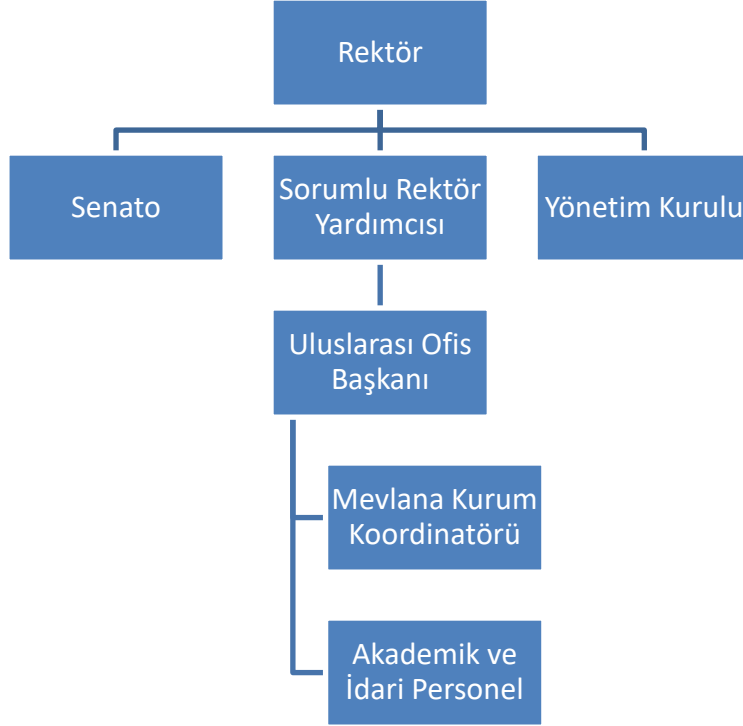 Rektör
Senato
Sorumlu Rektör
Yardımcısı
Yönetim Kurulu
Uluslarası Ofis
Başkanı
Mevlana Kurum
Koordinatörü
Akademik ve
İdari Personel